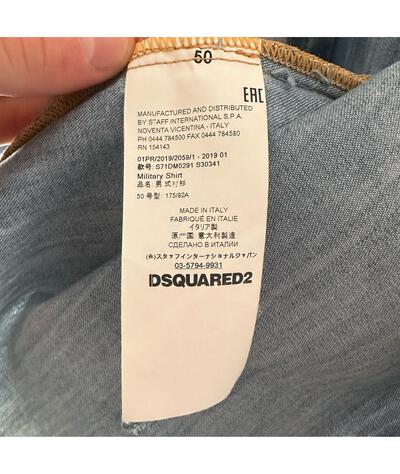 50
EAC
MANUFACTURED AND DISTRIBUTED
BY STAFF INTERNATIONAL S.P.A.
NOVENTA VICENTINA - ITALY
PH 0444 784500 FAX 0444 784580
RN 154143
01PR/2019/2059/1 - 2019 01
款号: S71DM0291 S30341
Military Shirt
品名: 男式衬衫
50 号型: 175/92A
MADE IN ITALY
FABRIQUÉ EN ITALIE
イタリア製
原产国 意大利製造
СДЕЛАНО В ИТАЛИИ
(株)スタッフインターナショナルジャパン
03-5794-9931
DSQUARED2